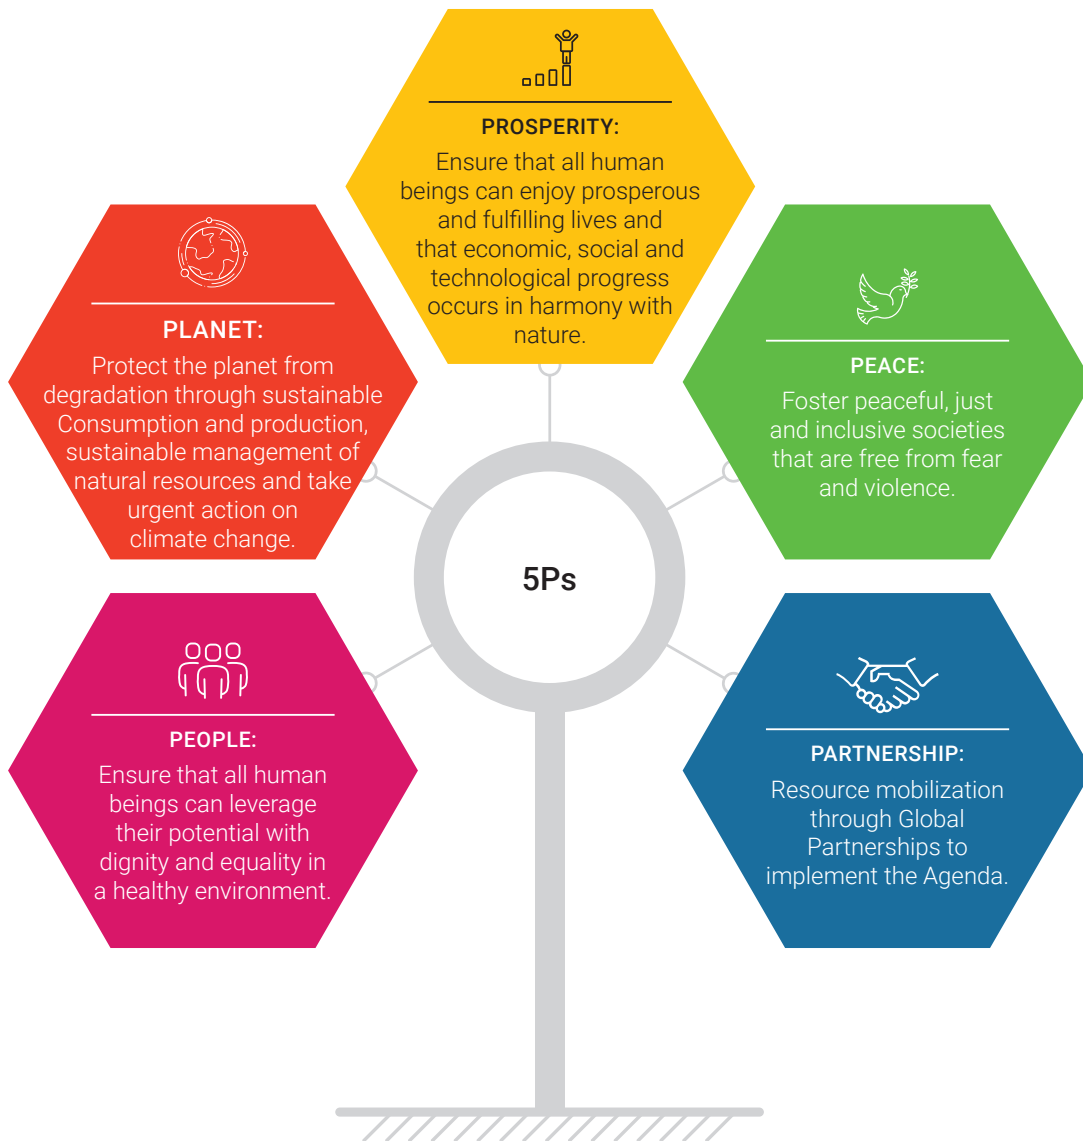 PROSPERITY:
Ensure that all human
beings can enjoy prosperous
and fulfilling lives and
that economic, social and
technological progress
occurs in harmony with
nature.
PLANET:
Protect the planet from
degradation through sustainable
Consumption and production,
sustainable management of
natural resources and take
urgent action on
climate change.
PEACE:
Foster peaceful, just
and inclusive societies
that are free from fear
and violence.
5Ps
PEOPLE:
Ensure that all human
beings can leverage
their potential with
dignity and equality in
a healthy environment.
PARTNERSHIP:
Resource mobilization
through Global
Partnerships to
implement the Agenda.